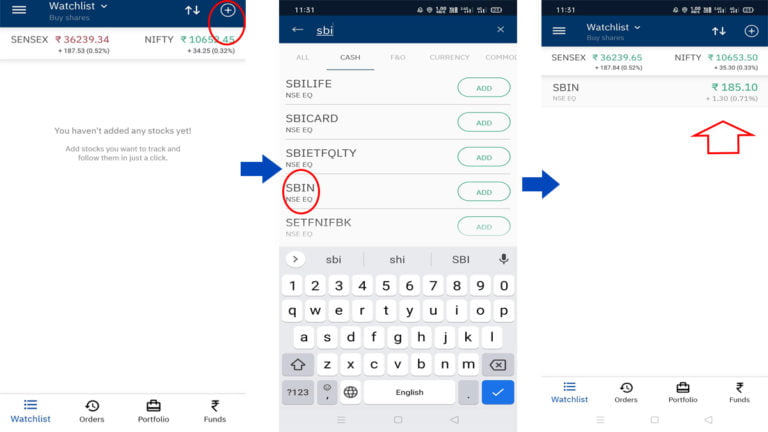 Watchlist
Buy shares
SENSEX ₹ 36239.34
+ 187.53 (0.52%)
NIFTY ₹ 10652.45
+ 34.25 (0.32%)
You haven't added any stocks yet!
Add stocks you want to track and
follow them in just a click.
Watchlist Orders Portfolio Funds
11:31
sbi
ALL CASH F&O CURRENCY COMMOD
SBILIFE
NSE EQ
ADD
SBICARD
NSE EQ
ADD
SBIETFQLTY
NSE EQ
ADD
SBIN
NSE EQ
ADD
SETFNIFBK
NSE EQ
ADD
sbi shi SBI
1 2 3 4 5 6 7 8 9 0
q w e r t y u i o p
a s d f g h j k l
z x c v b n m
?123 , English .
11:31
Watchlist
Buy shares
SENSEX ₹ 36239.65
+ 187.84 (0.52%)
NIFTY ₹ 10653.50
+ 35.30 (0.33%)
SBIN ₹ 185.10
NSE EQ + 1.30 (0.71%)
Watchlist Orders Portfolio Funds